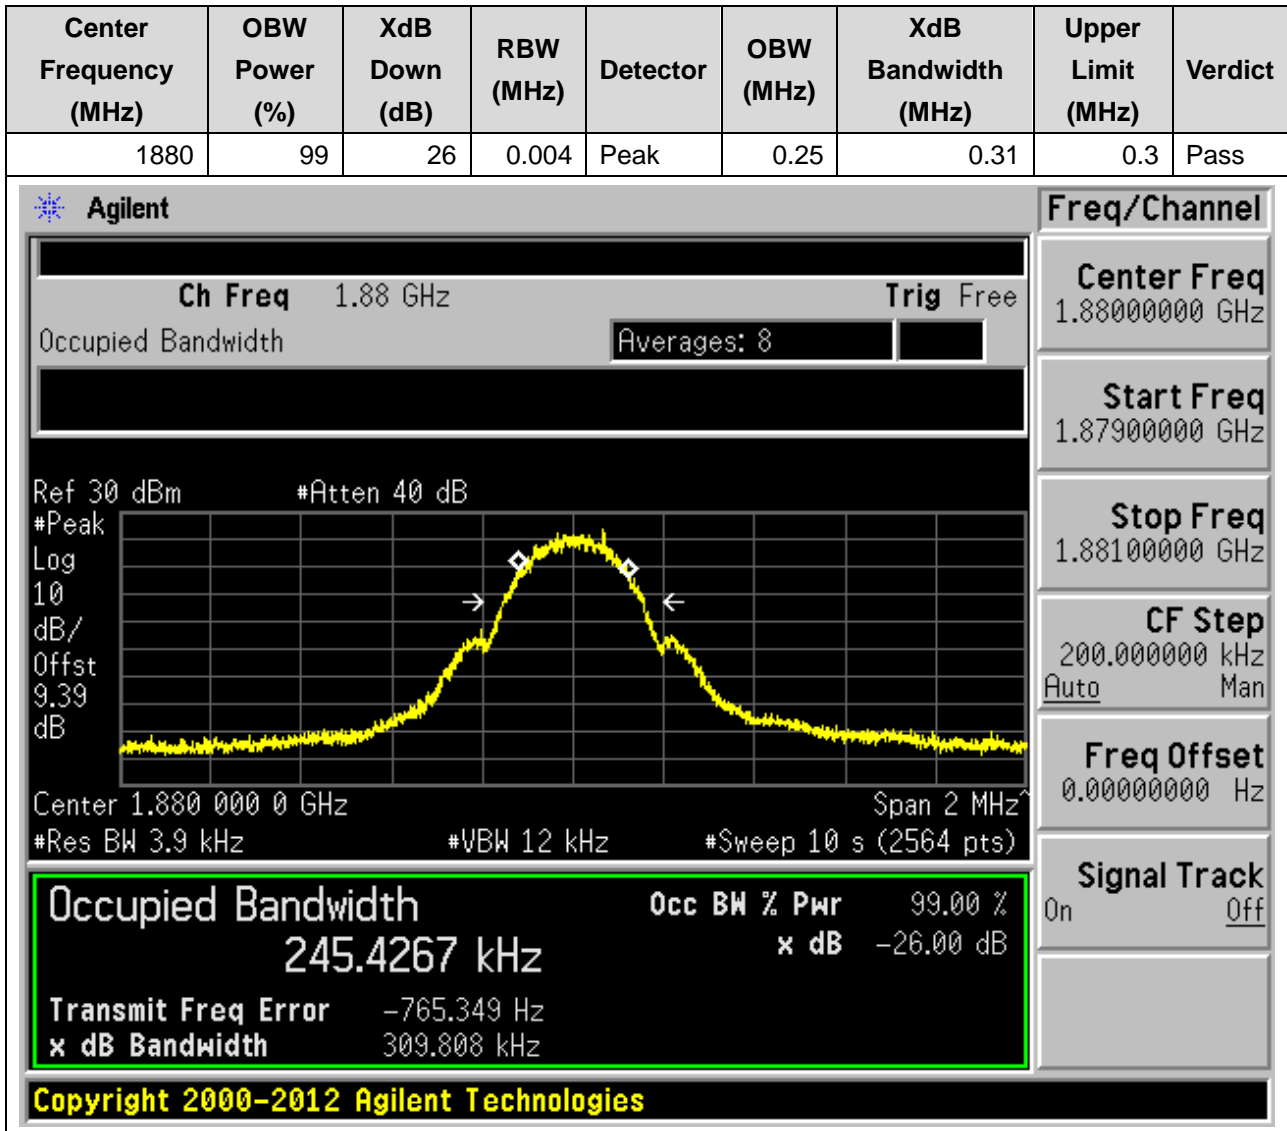 Center Frequency (MHz) OBW Power (%) XdB Down (dB) RBW (MHz) Detector OBW (MHz) XdB Bandwidth (MHz) Upper Limit (MHz) Verdict
1880 99 26 0.004 Peak 0.25 0.31 0.3 Pass
Agilent
Freq/Channel
Ch Freq 1.88 GHz Trig Free
Occupied Bandwidth Averages: 8
Center Freq
1.88000000 GHz
Start Freq
1.87900000 GHz
Stop Freq
1.88100000 GHz
CF Step
200.000000 kHz
Auto Man
Freq Offset
0.00000000 Hz
Signal Track
On Off
Ref 30 dBm #Atten 40 dB
#Peak
Log
10
dB/
Offst
9.39
dB
Center 1.880 000 0 GHz Span 2 MHz^
#Res BW 3.9 kHz #VBW 12 kHz #Sweep 10 s (2564 pts)
Occupied Bandwidth Occ BW % Pwr 99.00 %
245.4267 kHz x dB -26.00 dB
Transmit Freq Error -765.349 Hz
x dB Bandwidth 309.808 kHz
Copyright 2000-2012 Agilent Technologies